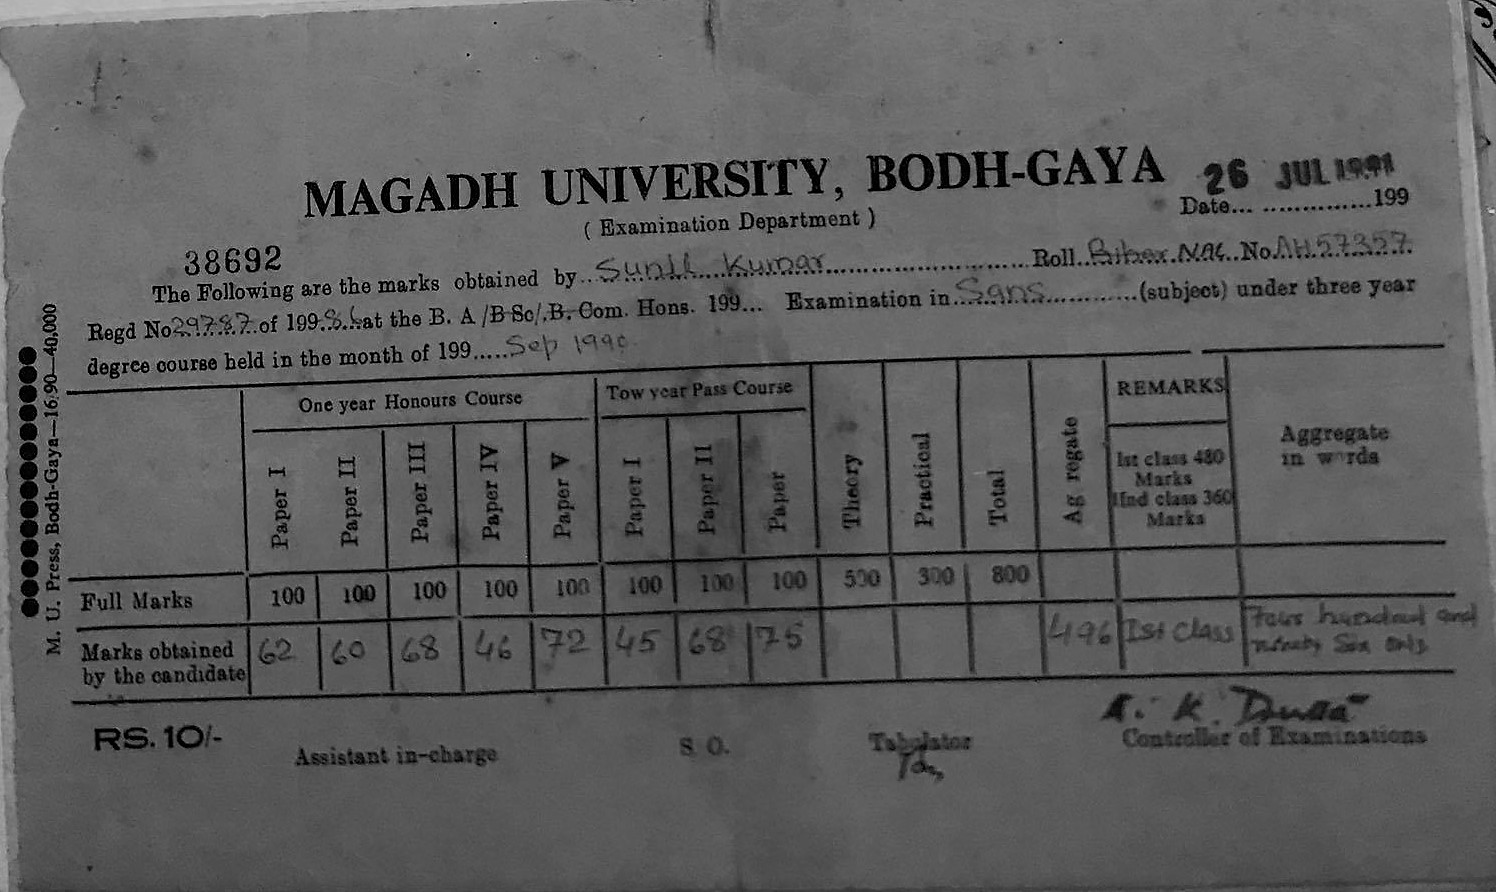 MAGADH UNIVERSITY, BODH-GAYA
26 JUL 1991
( Examination Department )
Date... ...............199
38692
The Following are the marks obtained by..Sunil....Kumar............................Roll..Bihar.NAL..No.AH.57357.
Regd No29787.of 199.86.at the B. A /B Sc/.B. Com. Hons. 199... Examination in..Sans............(subject) under three year
degree course held in the month of 199.....Sep 1990
M. U. Press, Bodh-Gaya—16.90—40,000
One year Honours Course Tow year Pass Course REMARKS
Paper I Paper II Paper III Paper IV Paper V Paper I Paper II Paper Theory Practical Total Ag regate Ist class 480 Marks IInd class 360 Marks Aggregate in words
Full Marks 100 100 100 100 100 100 100 100 500 300 800
Marks obtained by the candidate 62 60 68 46 72 45 68 75 496 Ist Class Four hundred and ninety Six only
RS. 10/- Assistant in-charge S O. Tabulator Controller of Examinations